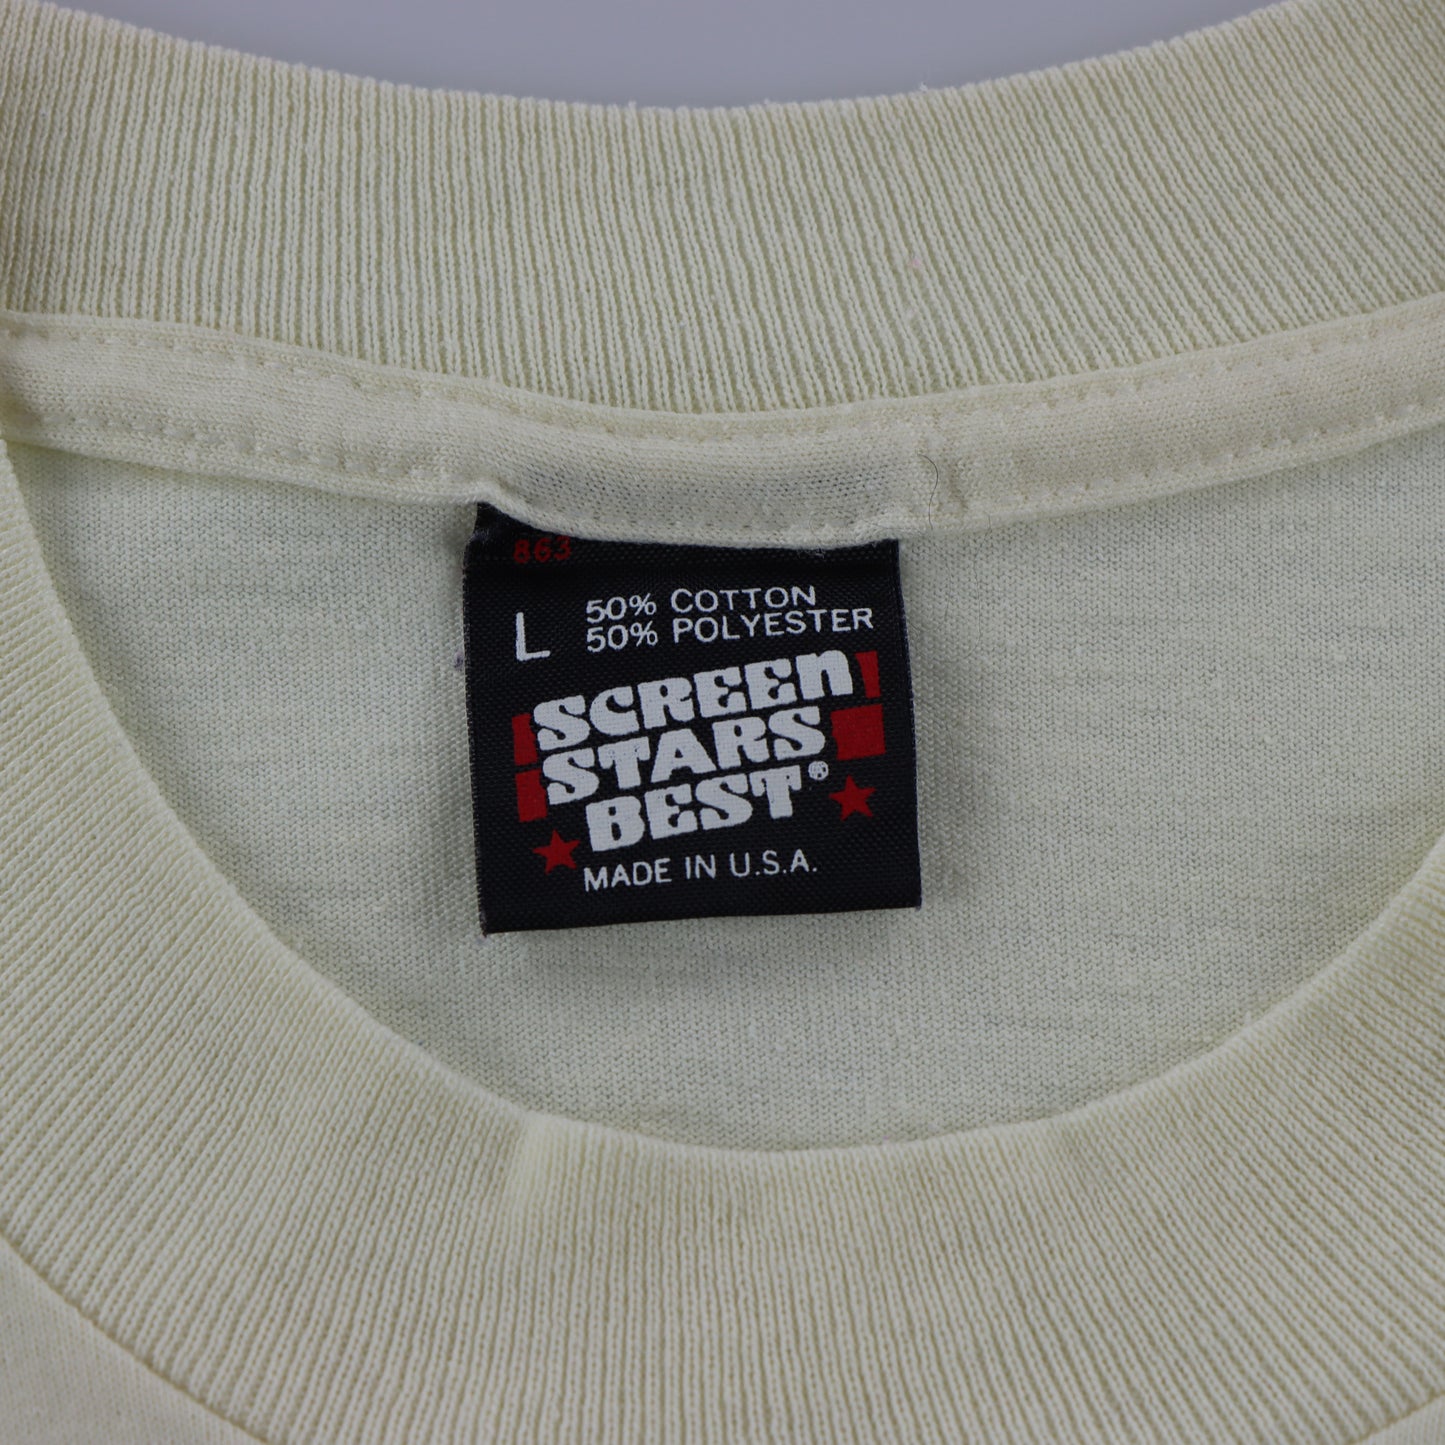 863
L 50% COTTON
50% POLYESTER
SCREEN
STARS
BEST®
MADE IN U.S.A.